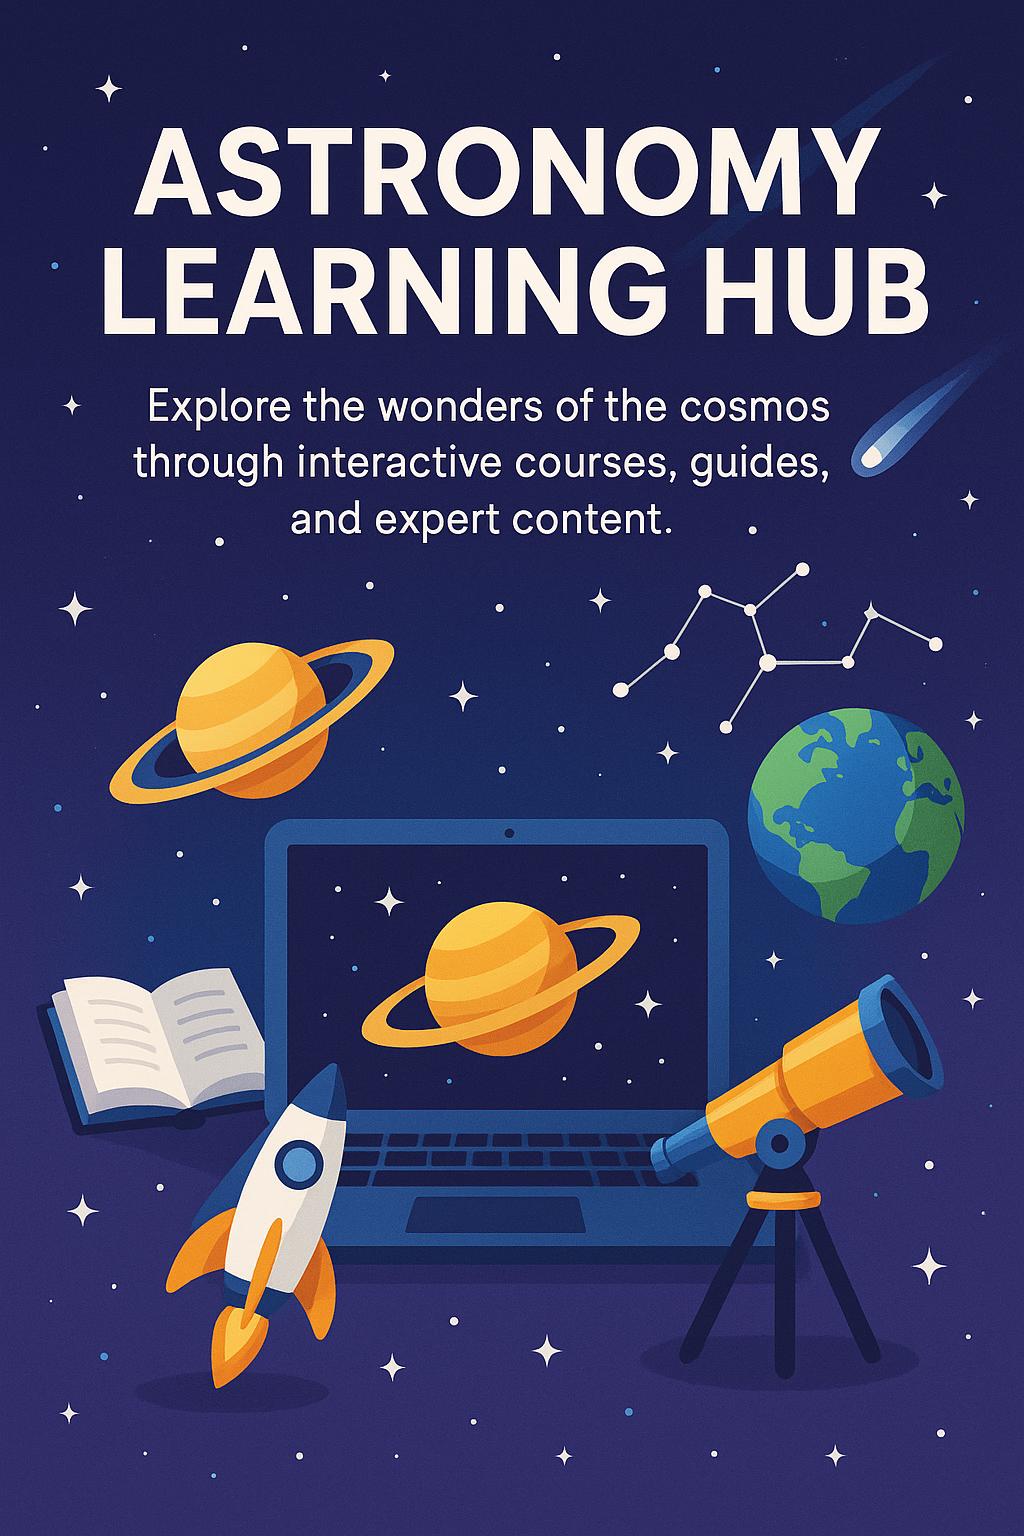 ASTRONOMY
LEARNING HUB
Explore the wonders of the cosmos
through interactive courses, guides,
and expert content.